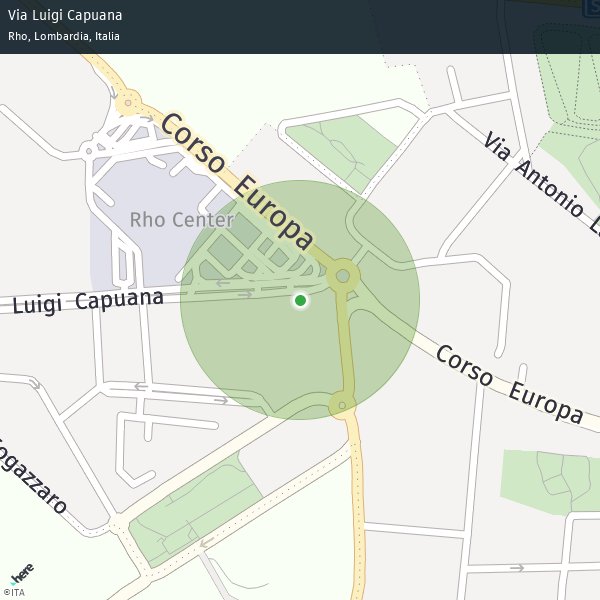 Via Luigi Capuana
Rho, Lombardia, Italia
Corso Europa
Via Antonio
Rho Center
Luigi Capuana
Corso Europa
ogazzaro
here
©ITA